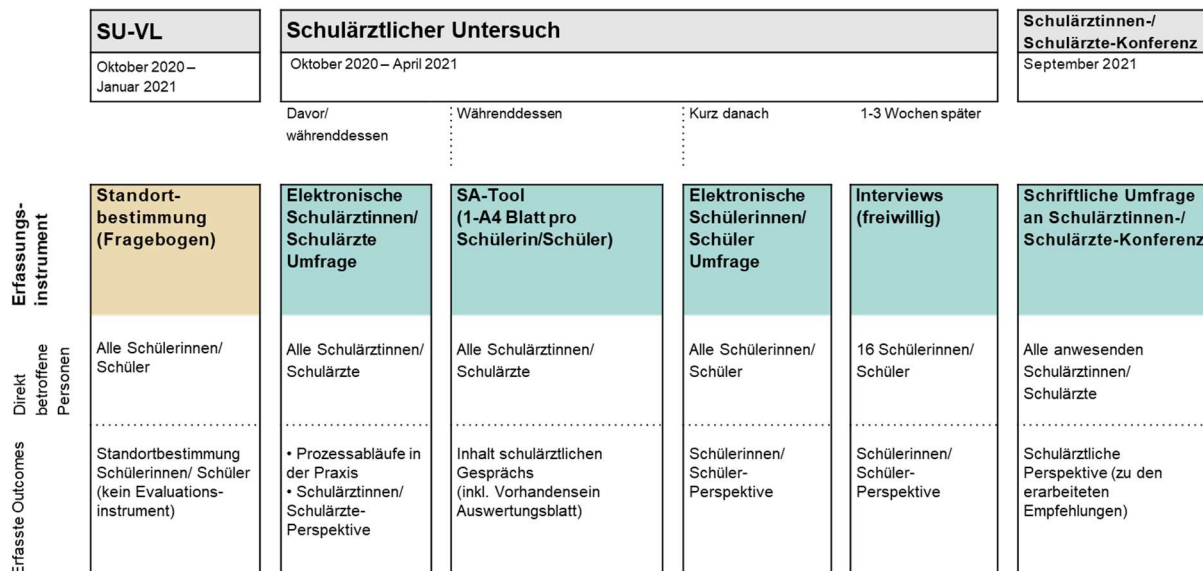 SU-VL
Oktober 2020 –
Januar 2021
Schulärztlicher Untersuch
Oktober 2020 – April 2021
Schulärztinnen-/
Schulärzte-Konferenz
September 2021
Davor/
währenddessen
Währenddessen
Kurz danach
1-3 Wochen später
Erfassungs-
instrument
Standort-
bestimmung
(Fragebogen)
Elektronische
Schulärztinnen/
Schulärzte
Umfrage
SA-Tool
(1-A4 Blatt pro
Schülerin/Schüler)
Elektronische
Schülerinnen/
Schüler
Umfrage
Interviews
(freiwillig)
Schriftliche Umfrage
an Schulärztinnen-/
Schulärzte-Konferenz
Direkt
betroffene
Personen
Alle Schülerinnen/
Schüler
Alle Schulärztinnen/
Schulärzte
Alle Schulärztinnen/
Schulärzte
Alle Schülerinnen/
Schüler
16 Schülerinnen/
Schüler
Alle anwesenden
Schulärztinnen/
Schulärzte
Erfasste Outcomes
Standortbestimmung
Schülerinnen/ Schüler
(kein Evaluations-
instrument)
• Prozessabläufe in
der Praxis
• Schulärztinnen/
Schulärzte-
Perspektive
Inhalt schulärztlichen
Gesprächs
(inkl. Vorhandensein
Auswertungsblatt)
Schülerinnen/
Schüler-
Perspektive
Schülerinnen/
Schüler-
Perspektive
Schulärztliche
Perspektive (zu den
erarbeiteten
Empfehlungen)